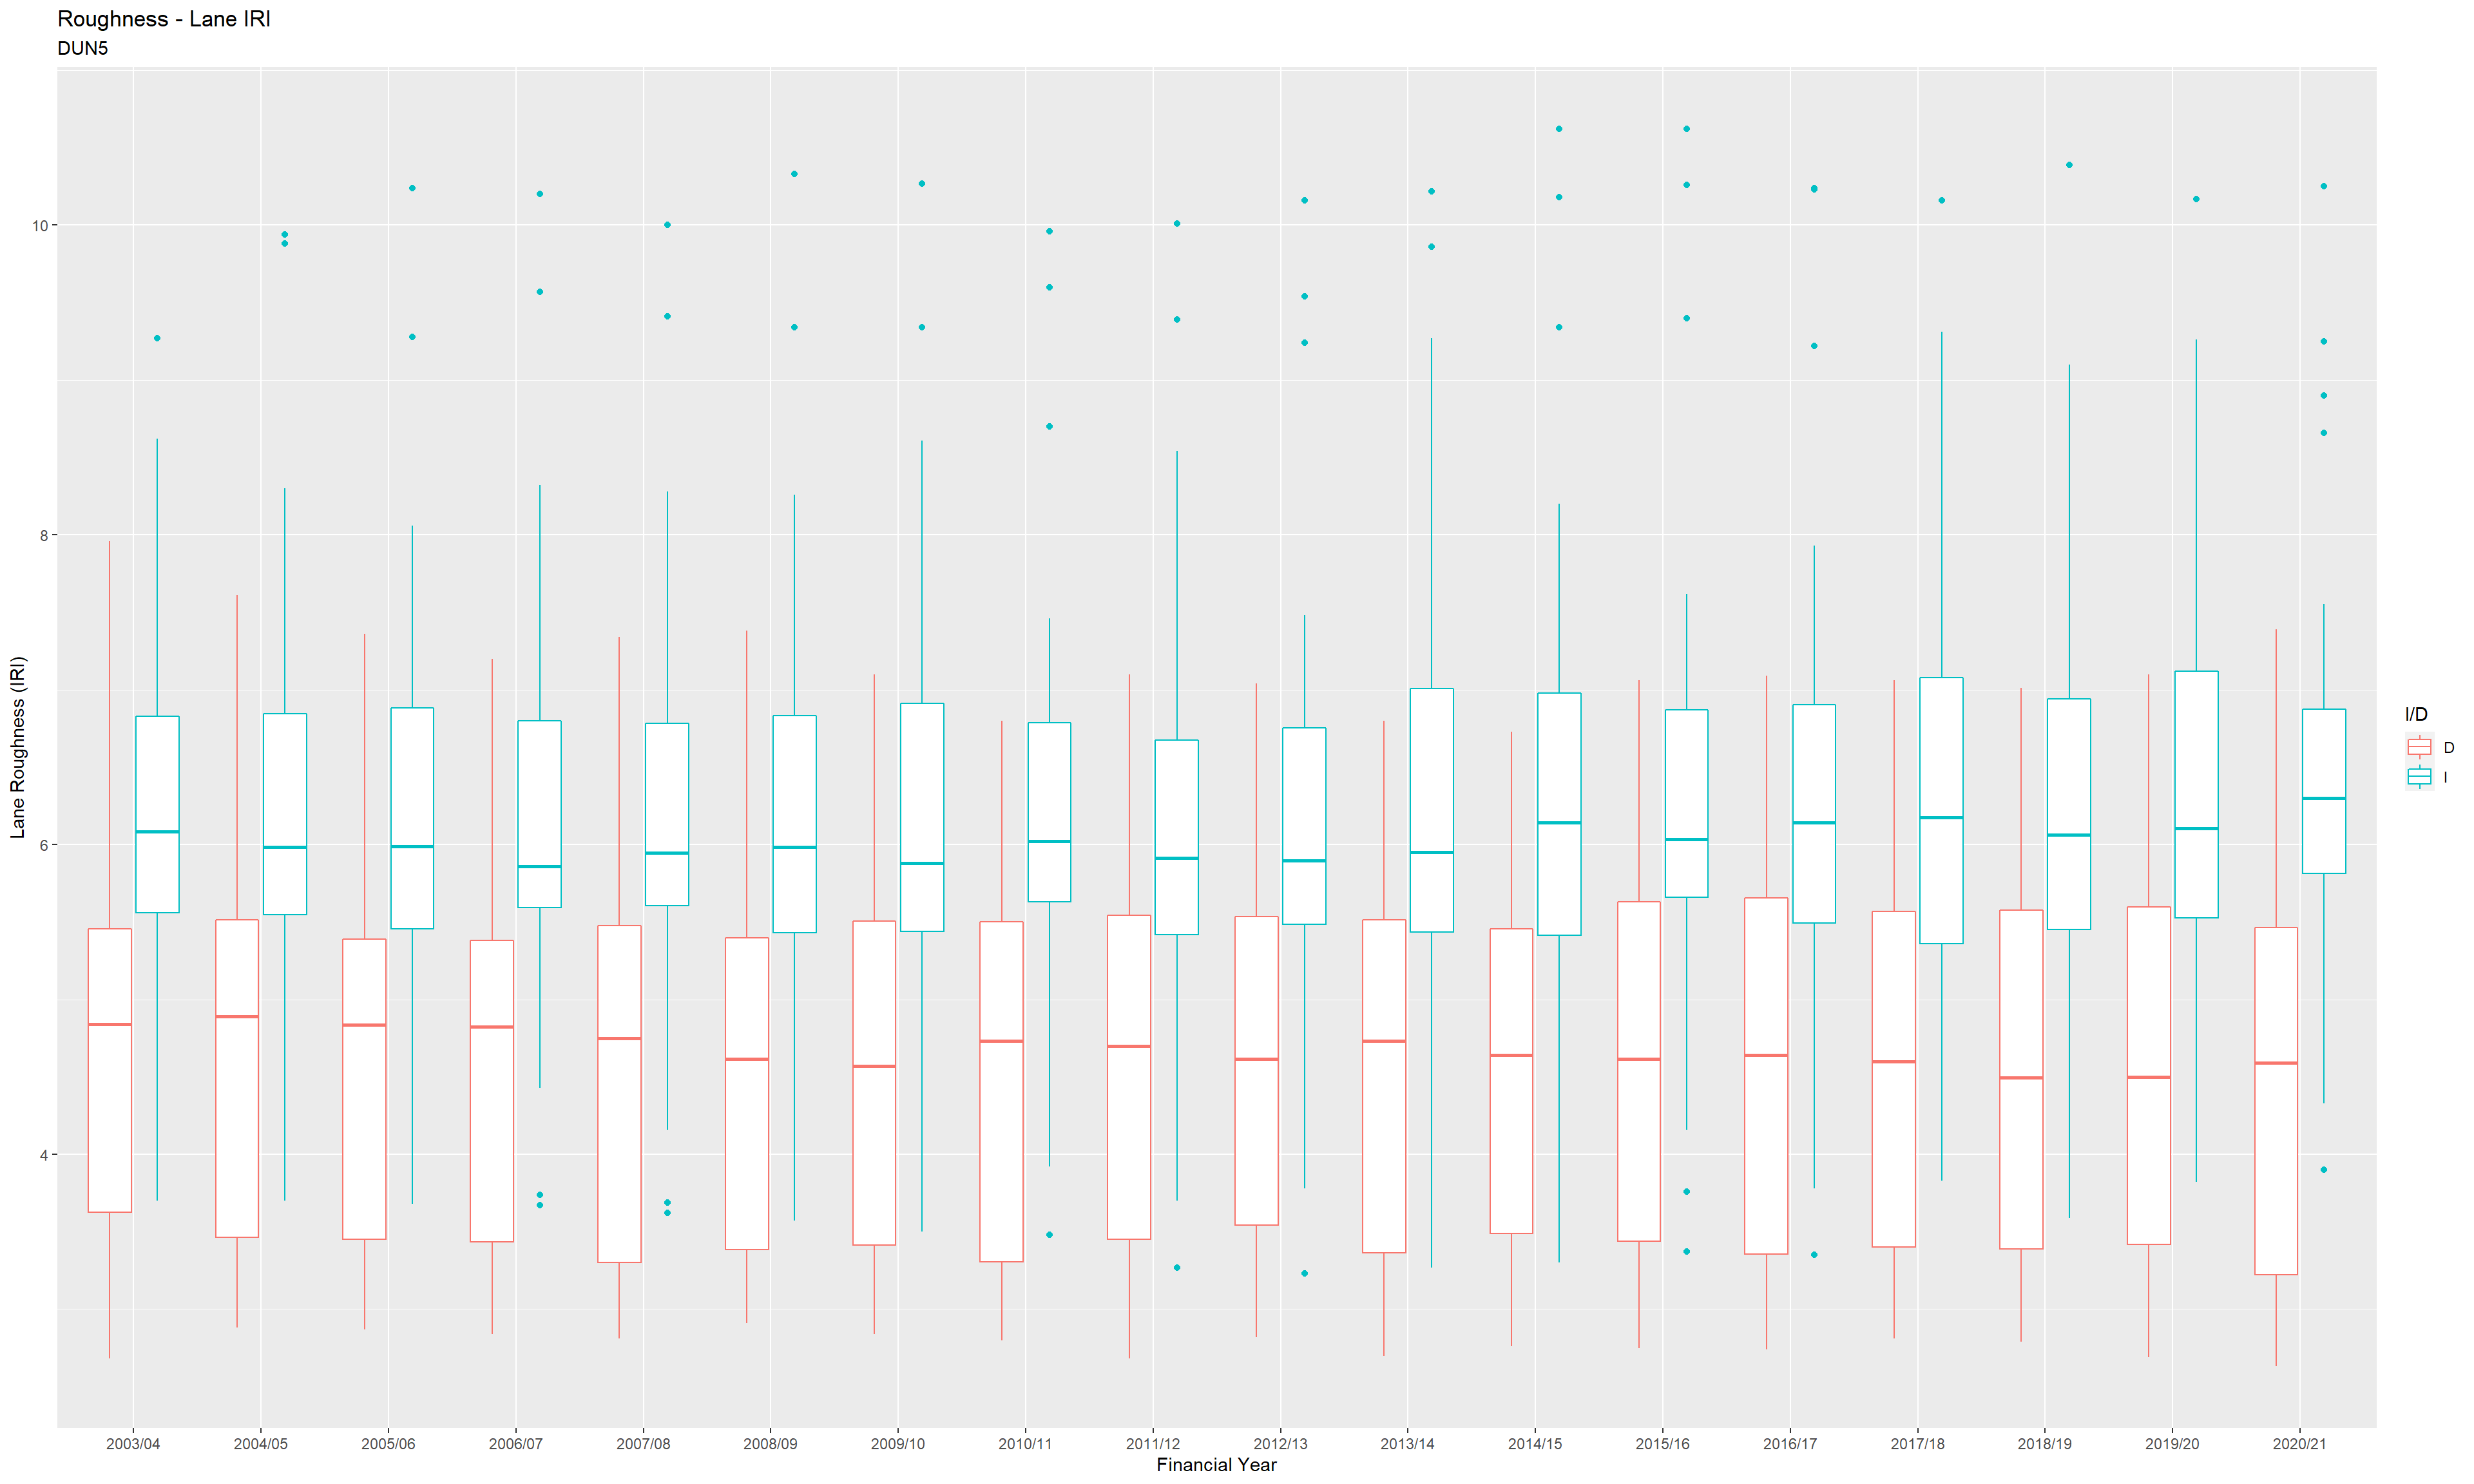 Roughness - Lane IRI
DUN5
10
8
6
4
Lane Roughness (IRI)
2003/04 2004/05 2005/06 2006/07 2007/08 2008/09 2009/10 2010/11 2011/12 2012/13 2013/14 2014/15 2015/16 2016/17 2017/18 2018/19 2019/20 2020/21
Financial Year
I/D
D
I